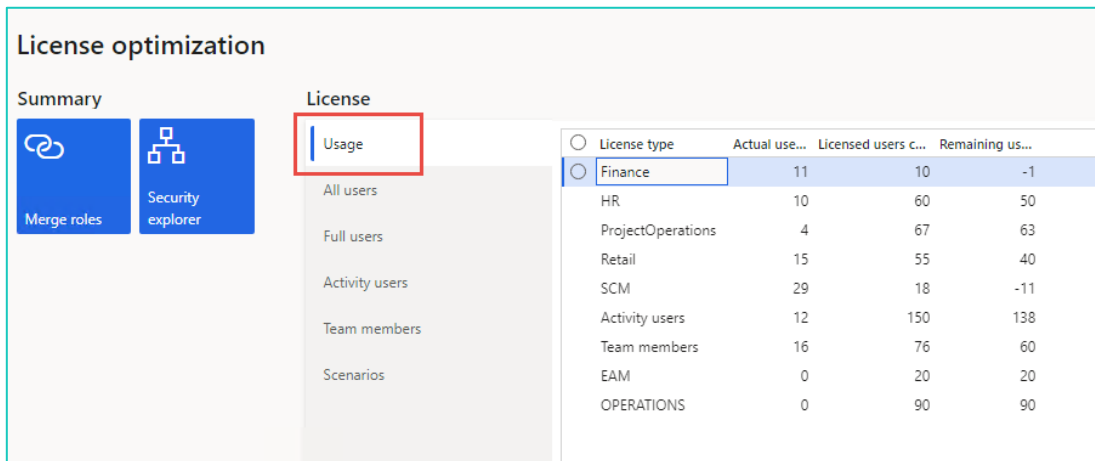 License optimization
Summary
Merge roles
Security
explorer
License
Usage
All users
Full users
Activity users
Team members
Scenarios
License type Actual use... Licensed users c... Remaining us...
Finance 11 10 -1
HR 10 60 50
ProjectOperations 4 67 63
Retail 15 55 40
SCM 29 18 -11
Activity users 12 150 138
Team members 16 76 60
EAM 0 20 20
OPERATIONS 0 90 90